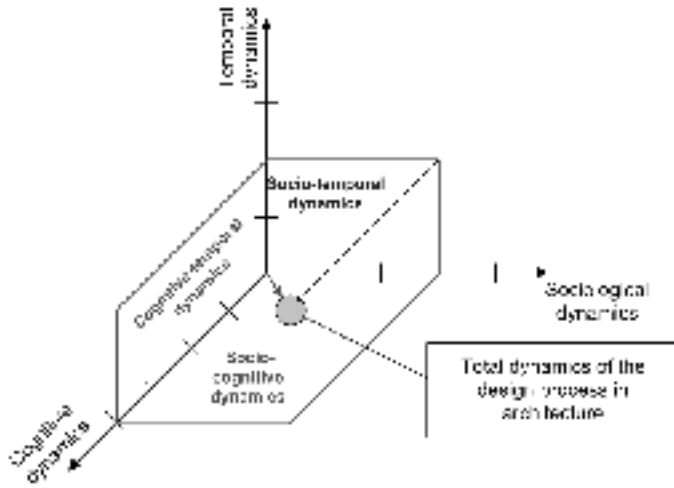 Temporal
dynamics
Socio-temporal
dynamics
Cognitive-temporal
dynamics
Sociological
dynamics
Socio-
cognitive
dynamics
Total dynamics of the
design process in
architecture
Cognitive
dynamics